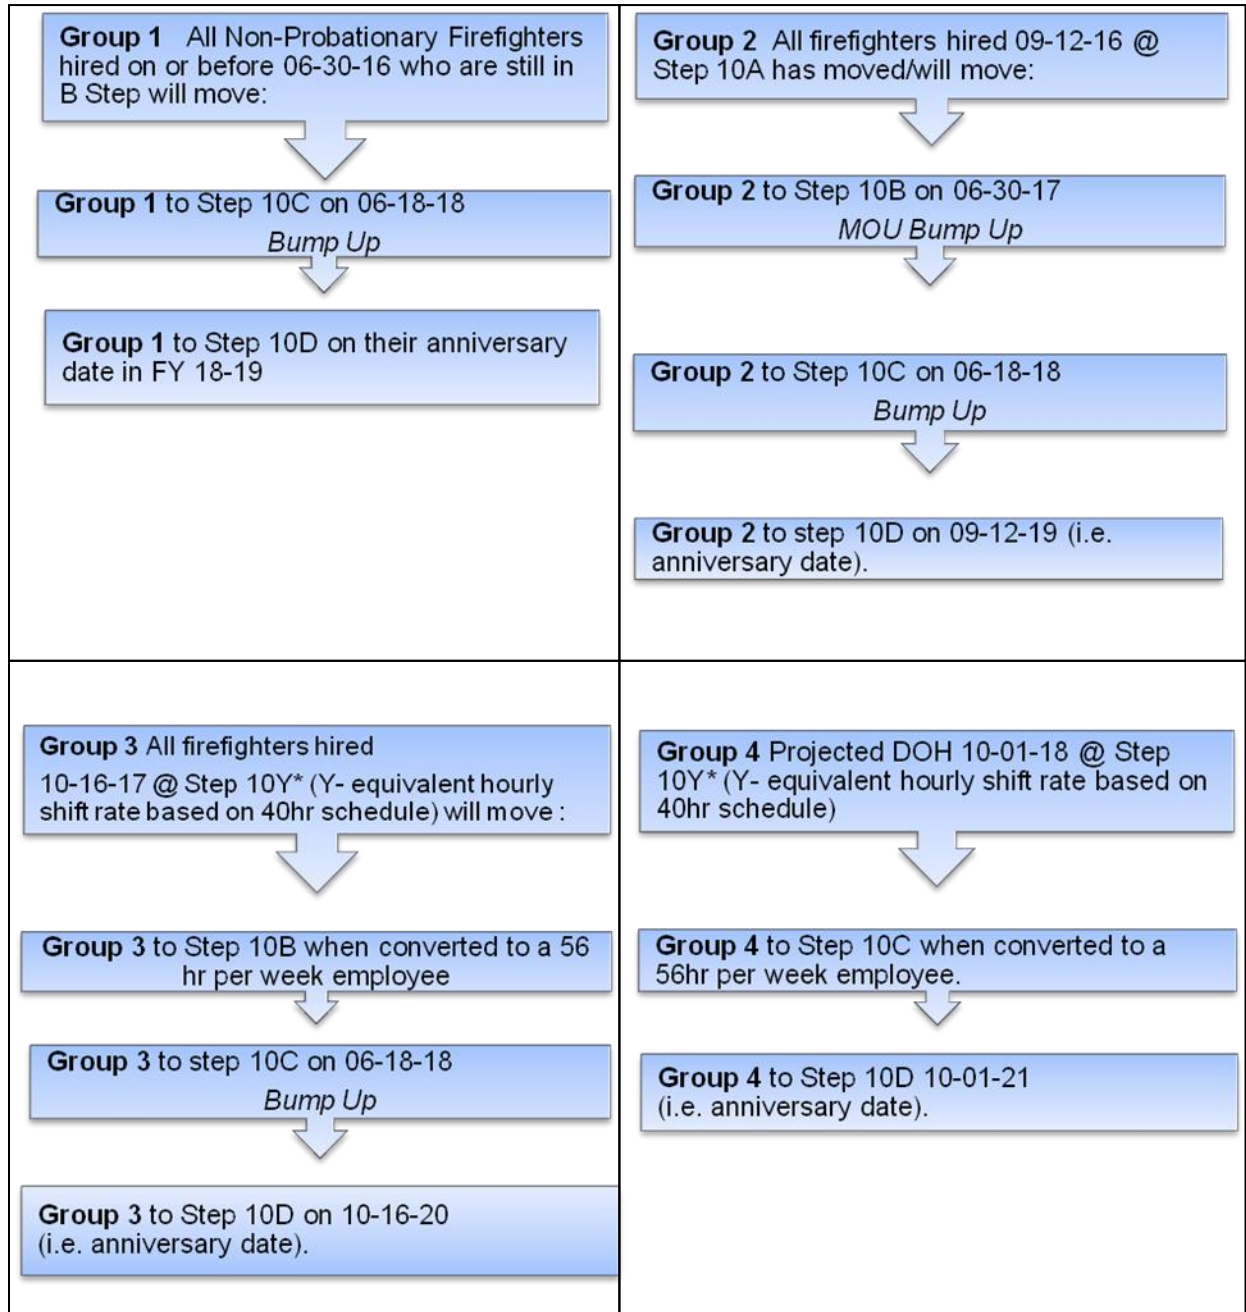 Group 1 All Non-Probationary Firefighters
hired on or before 06-30-16 who are still in
B Step will move:
Group 1 to Step 10C on 06-18-18
Bump Up
Group 1 to Step 10D on their anniversary
date in FY 18-19
Group 2 All firefighters hired 09-12-16 @
Step 10A has moved/will move:
Group 2 to Step 10B on 06-30-17
MOU Bump Up
Group 2 to Step 10C on 06-18-18
Bump Up
Group 2 to step 10D on 09-12-19 (i.e.
anniversary date).
Group 3 All firefighters hired
10-16-17 @ Step 10Y* (Y- equivalent hourly
shift rate based on 40hr schedule) will move :
Group 3 to Step 10B when converted to a 56
hr per week employee
Group 3 to step 10C on 06-18-18
Bump Up
Group 3 to Step 10D on 10-16-20
(i.e. anniversary date).
Group 4 Projected DOH 10-01-18 @ Step
10Y* (Y- equivalent hourly shift rate based on
40hr schedule)
Group 4 to Step 10C when converted to a
56hr per week employee.
Group 4 to Step 10D 10-01-21
(i.e. anniversary date).